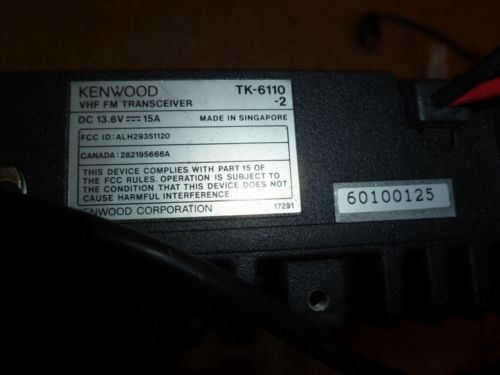 KENWOOD TK-6110
VHF FM TRANSCEIVER -2
DC 13.6V⎓15A MADE IN SINGAPORE
FCC ID: ALH29351120
CANADA: 282195666A
THIS DEVICE COMPLIES WITH PART 15 OF
THE FCC RULES. OPERATION IS SUBJECT TO
THE CONDITION THAT THIS DEVICE DOES NOT
CAUSE HARMFUL INTERFERENCE.
ENWOOD CORPORATION 17291
60100125